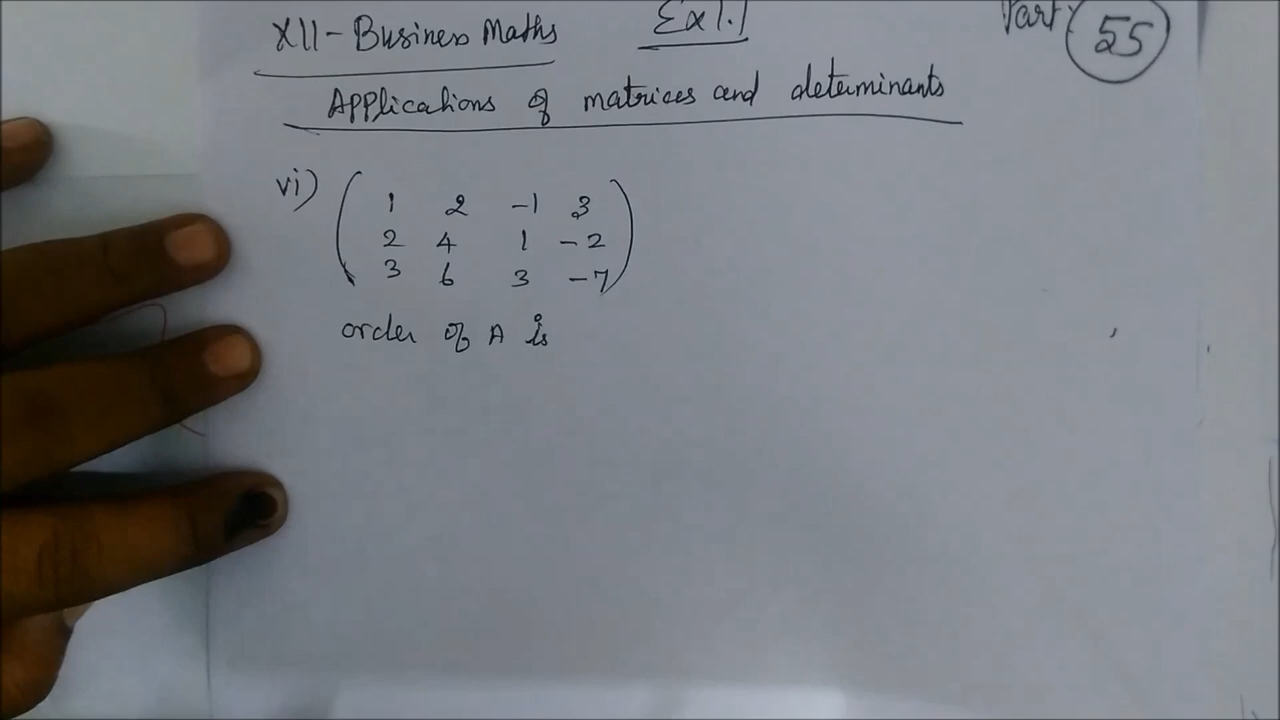 XII - Business Maths Ex 1.1 Part 55
Applications of matrices and determinants
vi) ( 1 2 -1 3
2 4 1 -2
3 6 3 -7 )
order of A is